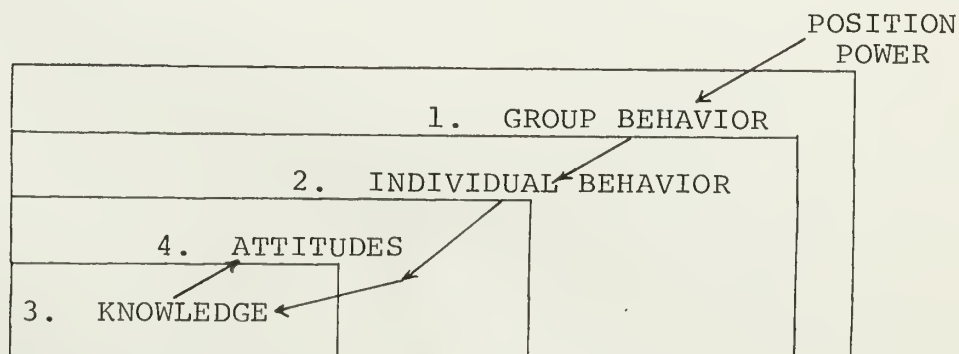 POSITION
POWER
1. GROUP BEHAVIOR
2. INDIVIDUAL BEHAVIOR
4. ATTITUDES
3. KNOWLEDGE